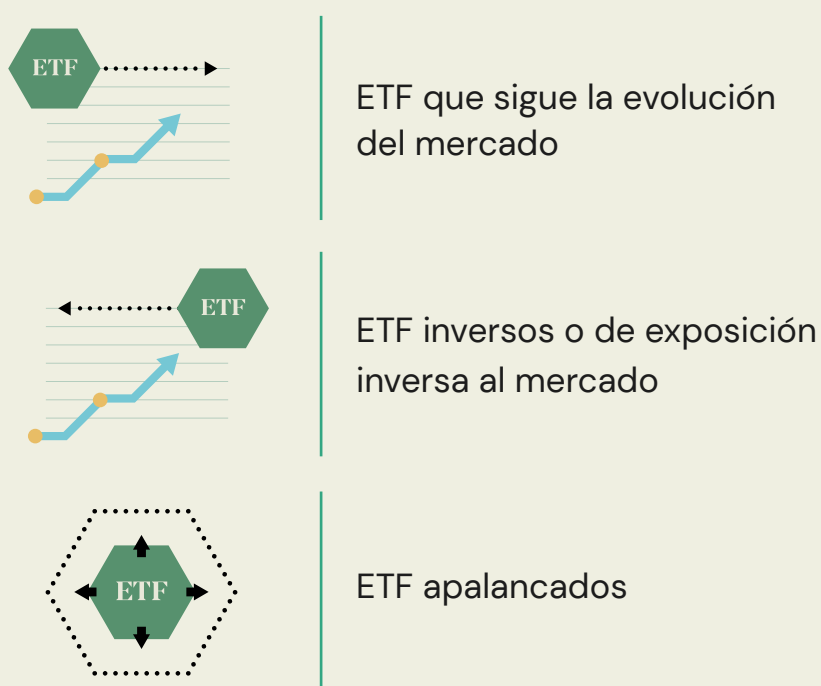 ETF
ETF que sigue la evolución
del mercado
ETF
ETF inversos o de exposición
inversa al mercado
ETF
ETF apalancados